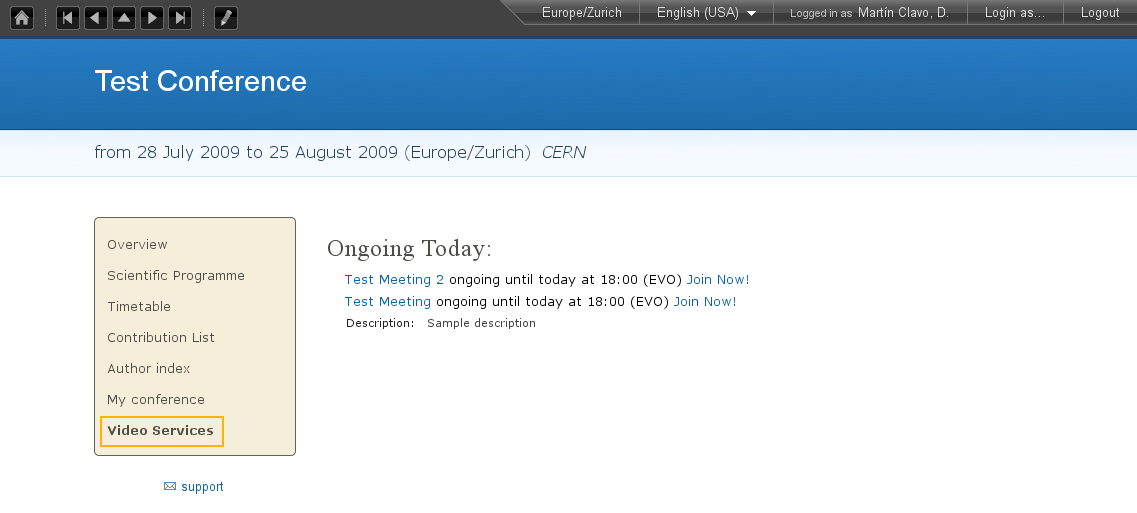 Europe/Zurich English (USA) Logged in as Martín Clavo, D. Login as... Logout
Test Conference
from 28 July 2009 to 25 August 2009 (Europe/Zurich) CERN
Overview
Scientific Programme
Timetable
Contribution List
Author index
My conference
Video Services
support
Ongoing Today:
Test Meeting 2 ongoing until today at 18:00 (EVO) Join Now!
Test Meeting ongoing until today at 18:00 (EVO) Join Now!
Description: Sample description